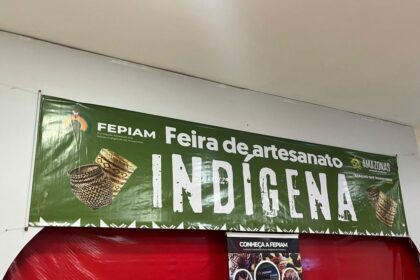 FEPIAM
Feira de artesanato
INDÍGENA
AMAZONAS
CONHEÇA A FEPIAM